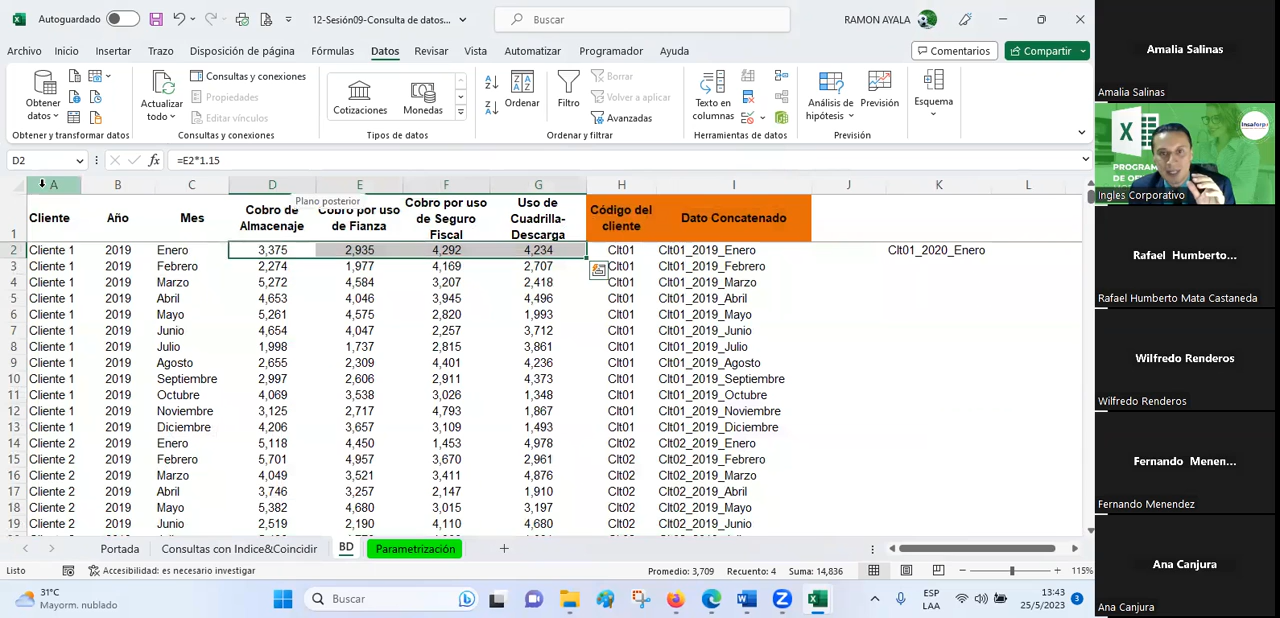 Autoguardado
12-Sesión09-Consulta de datos...
Buscar
RAMON AYALA
Archivo Inicio Insertar Trazo Disposición de página Fórmulas Datos Revisar Vista Automatizar Programador Ayuda
Comentarios
Compartir
Obtener datos
Obtener y transformar datos
Actualizar todo
Consultas y conexiones
Propiedades
Editar vínculos
Consultas y conexiones
Cotizaciones
Monedas
Tipos de datos
Ordenar
Filtro
Borrar
Volver a aplicar
Avanzadas
Ordenar y filtrar
Texto en columnas
Herramientas de datos
Análisis de hipótesis
Previsión
Previsión
Esquema
D2
fx
=E2*1.15
A B C D E F G H I J K L
Plano posterior
1 Cliente Año Mes Cobro de Almacenaje Cobro por uso de Fianza Cobro por uso de Seguro Fiscal Uso de Cuadrilla-Descarga Código del cliente Dato Concatenado
2 Cliente 1 2019 Enero 3,375 2,935 4,292 4,234 Clt01 Clt01_2019_Enero Clt01_2020_Enero
3 Cliente 1 2019 Febrero 2,274 1,977 4,169 2,707 Clt01 Clt01_2019_Febrero
4 Cliente 1 2019 Marzo 5,272 4,584 3,207 2,418 Clt01 Clt01_2019_Marzo
5 Cliente 1 2019 Abril 4,653 4,046 3,945 4,496 Clt01 Clt01_2019_Abril
6 Cliente 1 2019 Mayo 5,261 4,575 2,820 1,993 Clt01 Clt01_2019_Mayo
7 Cliente 1 2019 Junio 4,654 4,047 2,257 3,712 Clt01 Clt01_2019_Junio
8 Cliente 1 2019 Julio 1,998 1,737 2,815 3,861 Clt01 Clt01_2019_Julio
9 Cliente 1 2019 Agosto 2,655 2,309 4,401 4,236 Clt01 Clt01_2019_Agosto
10 Cliente 1 2019 Septiembre 2,997 2,606 2,911 4,373 Clt01 Clt01_2019_Septiembre
11 Cliente 1 2019 Octubre 4,069 3,538 3,026 1,348 Clt01 Clt01_2019_Octubre
12 Cliente 1 2019 Noviembre 3,125 2,717 4,793 1,867 Clt01 Clt01_2019_Noviembre
13 Cliente 1 2019 Diciembre 4,206 3,657 3,109 1,493 Clt01 Clt01_2019_Diciembre
14 Cliente 2 2019 Enero 5,118 4,450 1,453 4,978 Clt02 Clt02_2019_Enero
15 Cliente 2 2019 Febrero 5,701 4,957 3,670 2,961 Clt02 Clt02_2019_Febrero
16 Cliente 2 2019 Marzo 4,049 3,521 3,411 4,876 Clt02 Clt02_2019_Marzo
17 Cliente 2 2019 Abril 3,746 3,257 2,147 1,910 Clt02 Clt02_2019_Abril
18 Cliente 2 2019 Mayo 5,382 4,680 3,015 3,197 Clt02 Clt02_2019_Mayo
19 Cliente 2 2019 Junio 2,519 2,190 4,110 4,680 Clt02 Clt02_2019_Junio
Portada Consultas con Indice&Coincidir BD Parametrización
Listo
Accesibilidad: es necesario investigar
Promedio: 3,709 Recuento: 4 Suma: 14,836
115%
31°C
Mayorm. nublado
Buscar
ESP
LAA
13:43
25/5/2023
3
Amalia Salinas
Amalia Salinas
Insaforp
PROGRAM
DE OF
Ingles Corporativo
Rafael Humberto...
Rafael Humberto Mata Castaneda
Wilfredo Renderos
Wilfredo Renderos
Fernando Menen...
Fernando Menendez
Ana Canjura
Ana Canjura